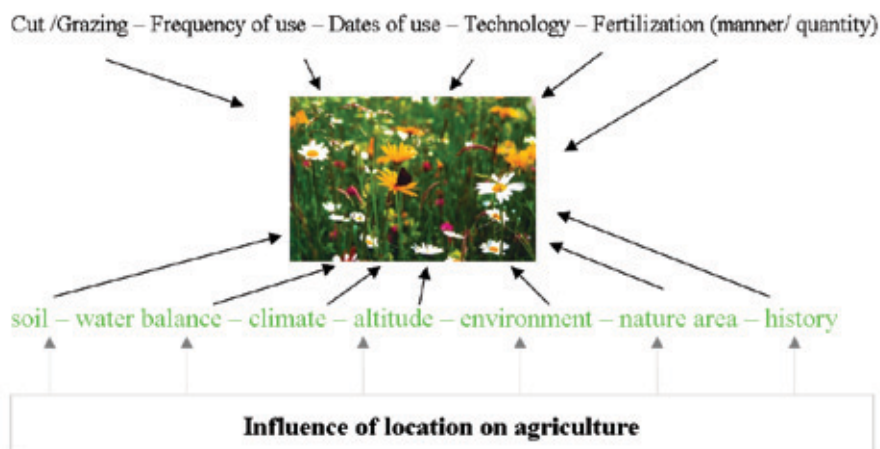 Cut /Grazing – Frequency of use – Dates of use – Technology – Fertilization (manner/ quantity)
soil – water balance – climate – altitude – environment – nature area – history
Influence of location on agriculture